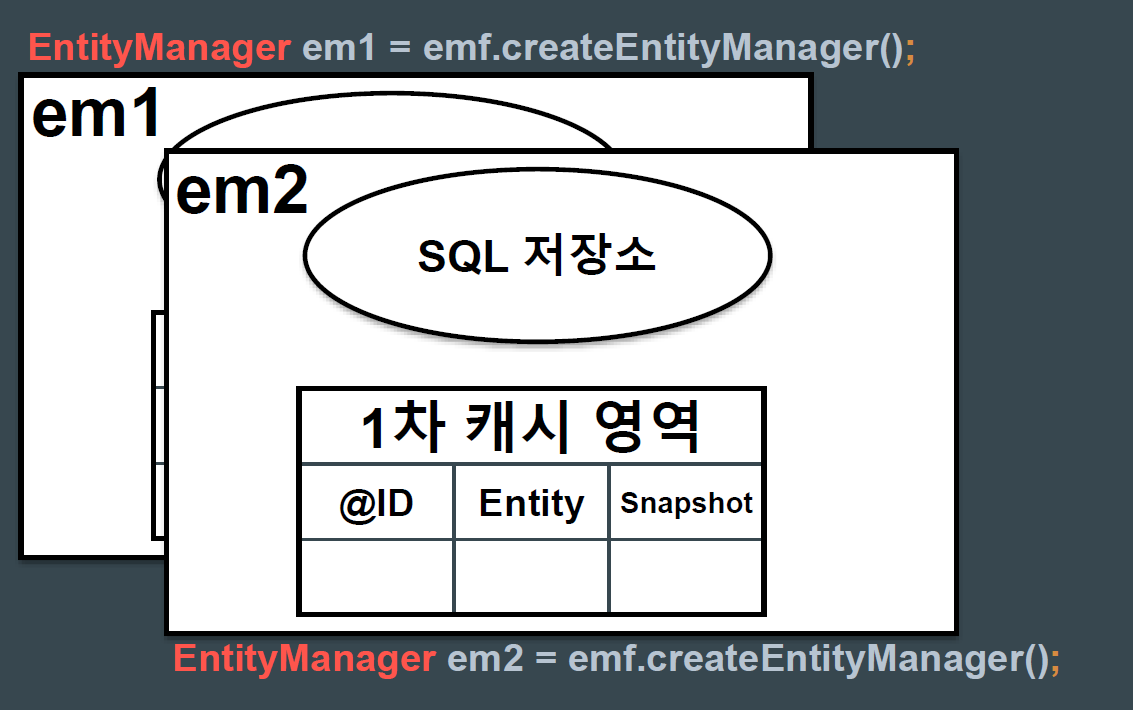 EntityManager em1 = emf.createEntityManager();
em1
em2
SQL 저장소
1차 캐시 영역
@ID Entity Snapshot
EntityManager em2 = emf.createEntityManager();